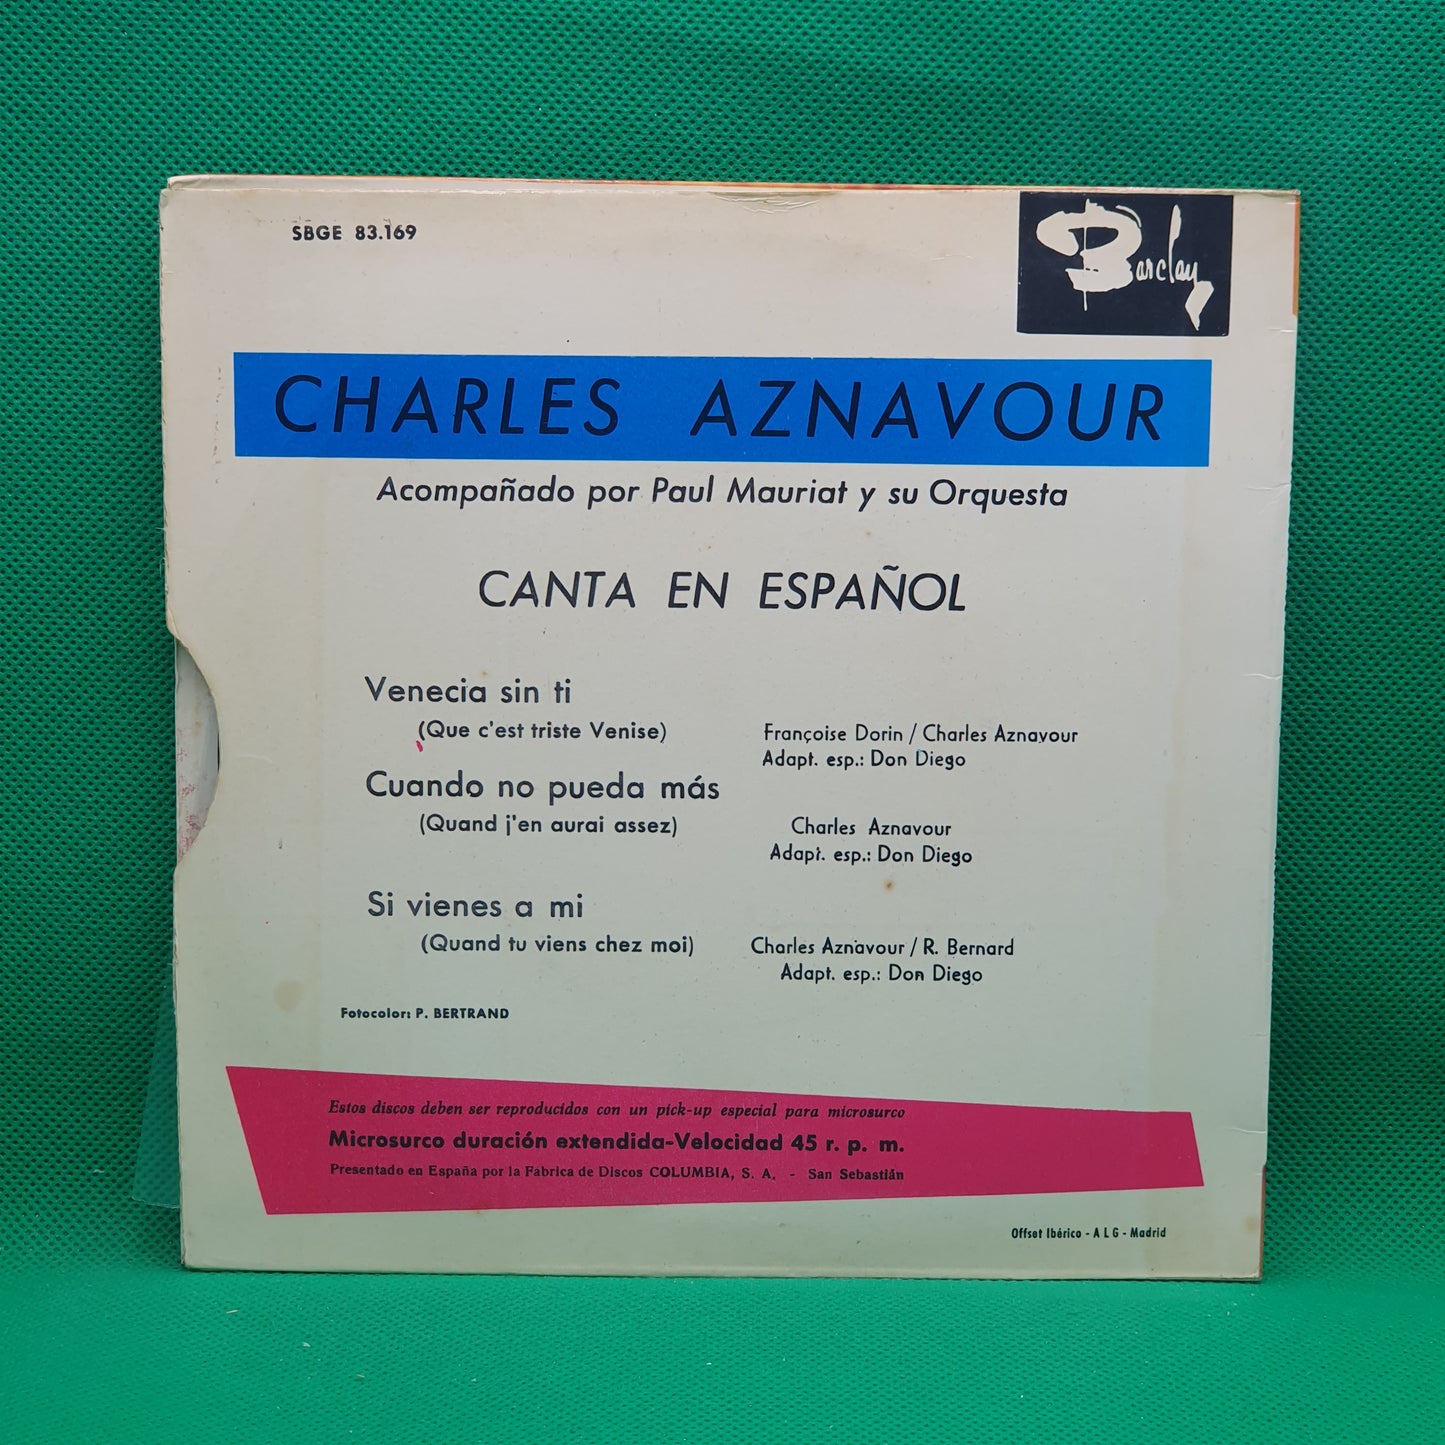 SBGE 83.169
Barclay
CHARLES AZNAVOUR
Acompañado por Paul Mauriat y su Orquesta
CANTA EN ESPAÑOL
Venecia sin ti
(Que c'est triste Venise) Françoise Dorin / Charles Aznavour
Adapt. esp.: Don Diego
Cuando no pueda más
(Quand j'en aurai assez) Charles Aznavour
Adapt. esp.: Don Diego
Si vienes a mi
(Quand tu viens chez moi) Charles Aznavour / R. Bernard
Adapt. esp.: Don Diego
Fotocolor: P. BERTRAND
Estos discos deben ser reproducidos con un pick-up especial para microsurco
Microsurco duración extendida-Velocidad 45 r. p. m.
Presentado en España por la Fabrica de Discos COLUMBIA, S. A. - San Sebastián
Offset Ibérico - A L G - Madrid